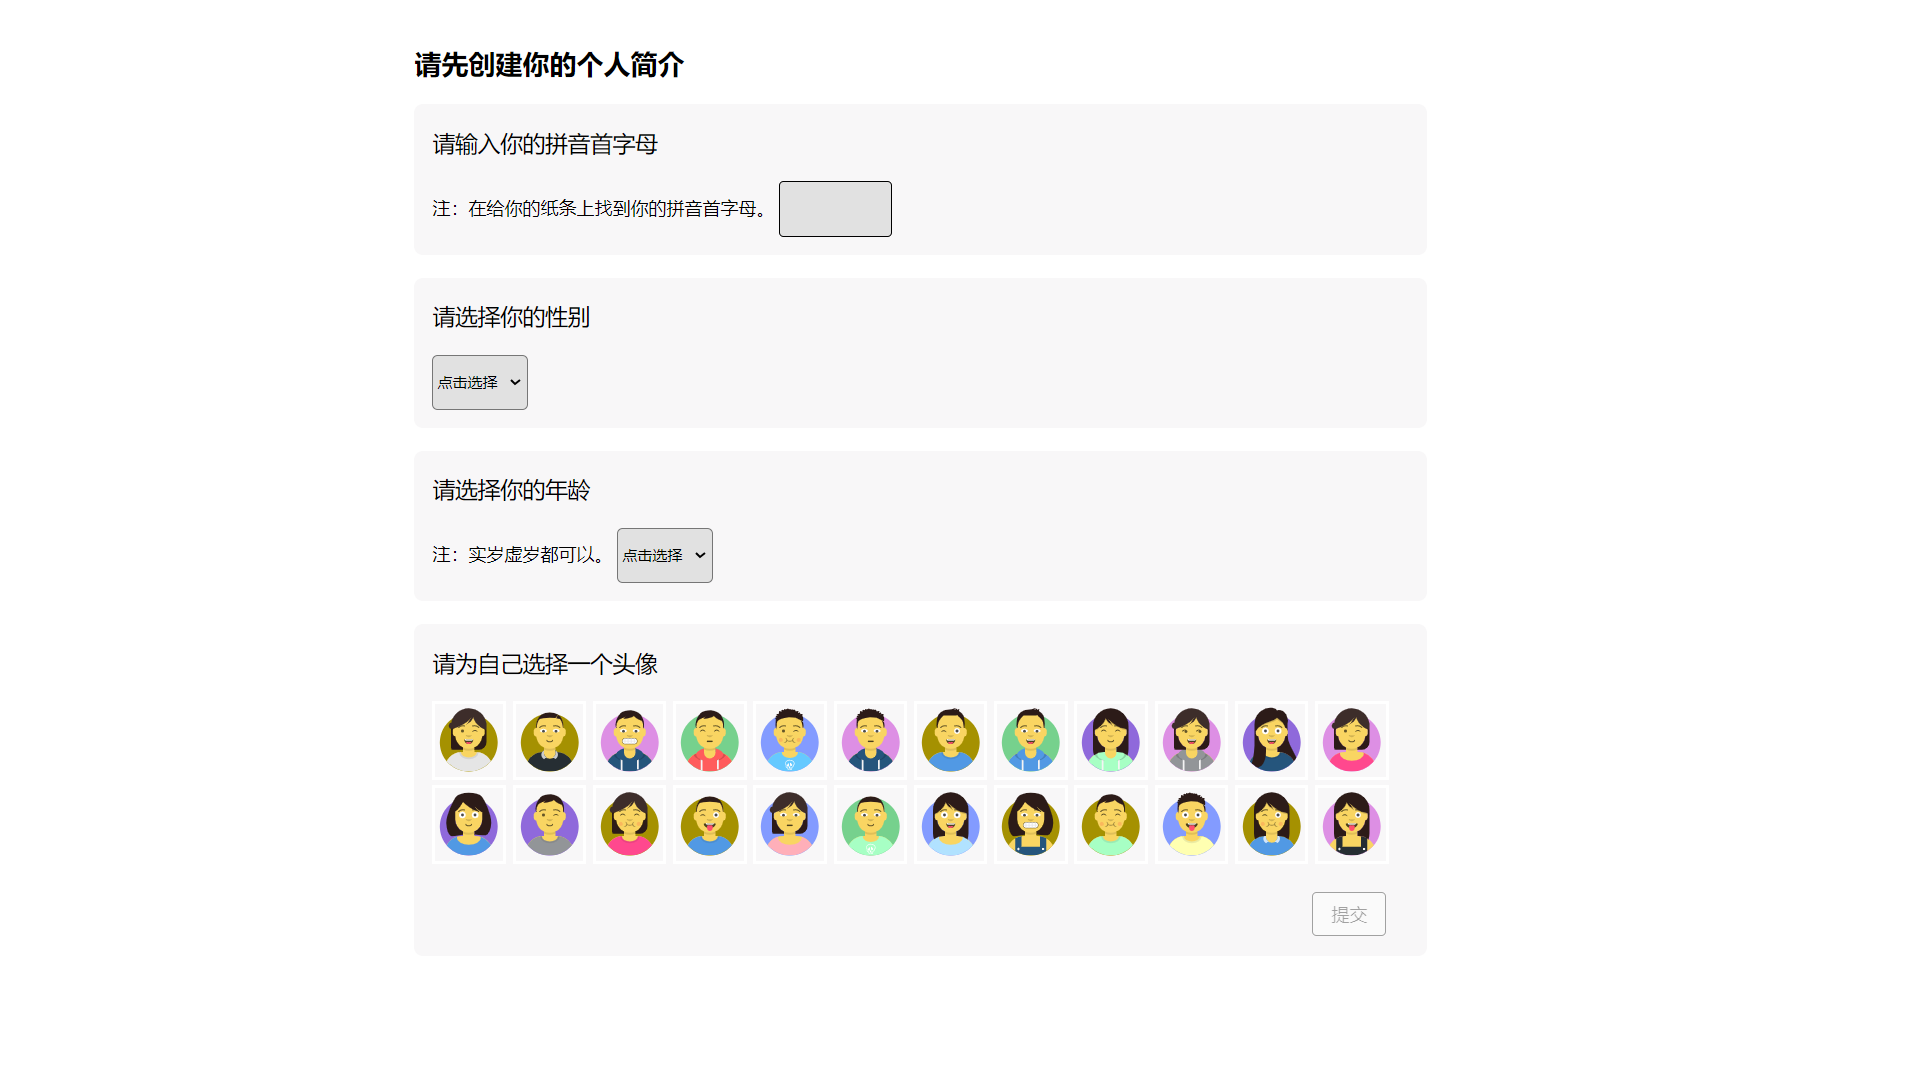 请先创建你的个人简介
请输入你的拼音首字母
注：在给你的纸条上找到你的拼音首字母。
请选择你的性别
点击选择
请选择你的年龄
注：实岁虚岁都可以。 点击选择
请为自己选择一个头像
提交